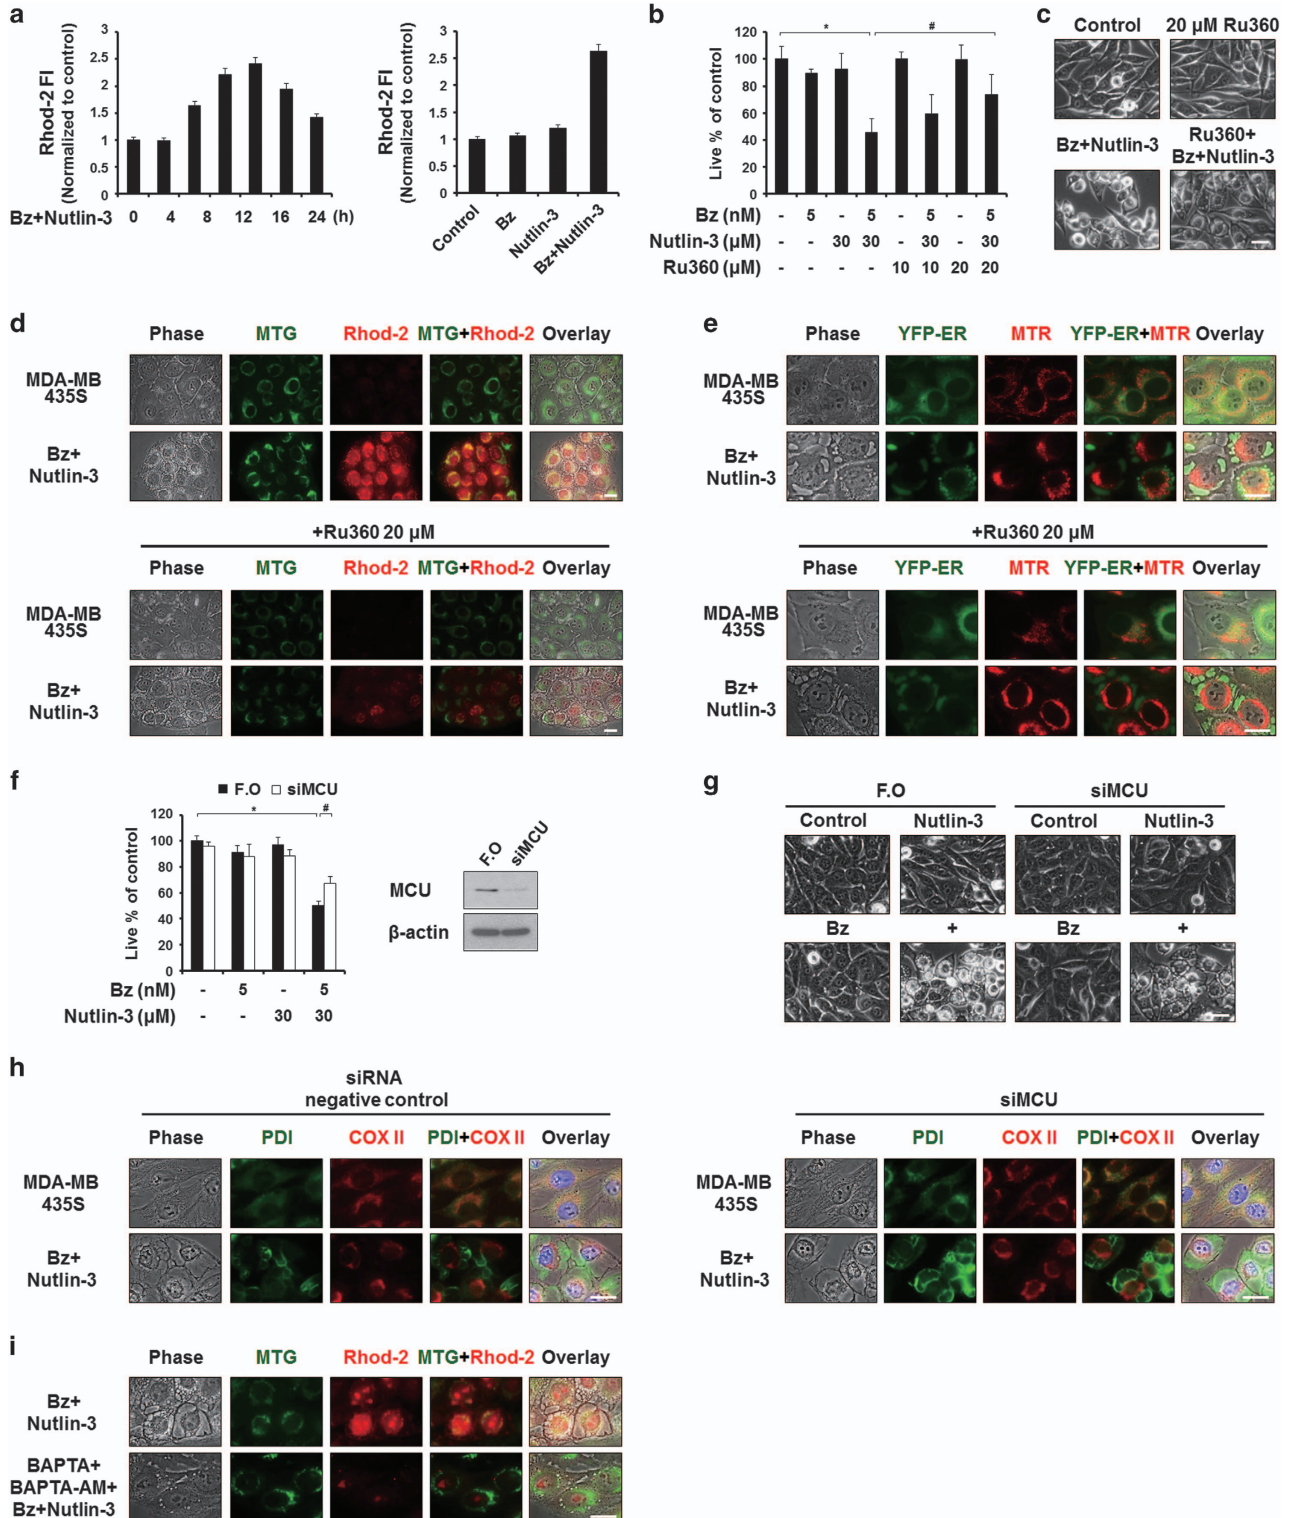 a
Rhod-2 FI
(Normalized to control)
3
2.5
2
1.5
1
0.5
0
Bz+Nutlin-3 0 4 8 12 16 24 (h)
Rhod-2 FI
(Normalized to control)
3
2.5
2
1.5
1
0.5
0
Control
Bz
Nutlin-3
Bz+Nutlin-3
b
Live % of control
120
100
80
60
40
20
0
* #
Bz (nM) - 5 - 5 - 5 - 5
Nutlin-3 (µM) - - 30 30 - 30 - 30
Ru360 (µM) - - - - 10 10 20 20
c
Control 20 µM Ru360
Bz+Nutlin-3 Ru360+
Bz+Nutlin-3
d
Phase MTG Rhod-2 MTG+Rhod-2 Overlay
MDA-MB
435S
Bz+
Nutlin-3
+Ru360 20 µM
Phase MTG Rhod-2 MTG+Rhod-2 Overlay
MDA-MB
435S
Bz+
Nutlin-3
e
Phase YFP-ER MTR YFP-ER+MTR Overlay
MDA-MB
435S
Bz+
Nutlin-3
+Ru360 20 µM
Phase YFP-ER MTR YFP-ER+MTR Overlay
MDA-MB
435S
Bz+
Nutlin-3
f
F.O siMCU
Live % of control
120
100
80
60
40
20
0
* #
Bz (nM) - 5 - 5
Nutlin-3 (µM) - - 30 30
F.O siMCU
MCU
β-actin
g
F.O siMCU
Control Nutlin-3 Control Nutlin-3
Bz + Bz +
h
siRNA
negative control
Phase PDI COX II PDI+COX II Overlay
MDA-MB
435S
Bz+
Nutlin-3
siMCU
Phase PDI COX II PDI+COX II Overlay
MDA-MB
435S
Bz+
Nutlin-3
i
Phase MTG Rhod-2 MTG+Rhod-2 Overlay
Bz+
Nutlin-3
BAPTA+
BAPTA-AM+
Bz+Nutlin-3